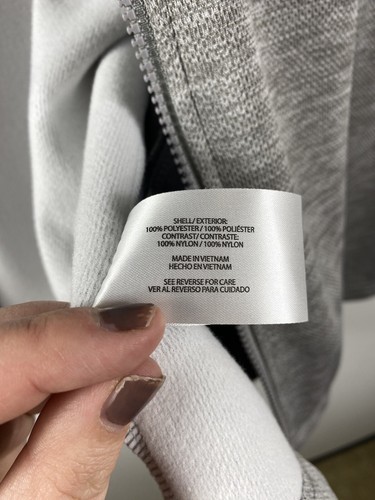 SHELL/ EXTERIOR:
100% POLYESTER/ 100% POLIÉSTER
CONTRAST/ CONTRASTE:
100% NYLON / 100% NYLON
MADE IN VIETNAM
HECHO EN VIETNAM
SEE REVERSE FOR CARE
VER AL REVERSO PARA CUIDADO